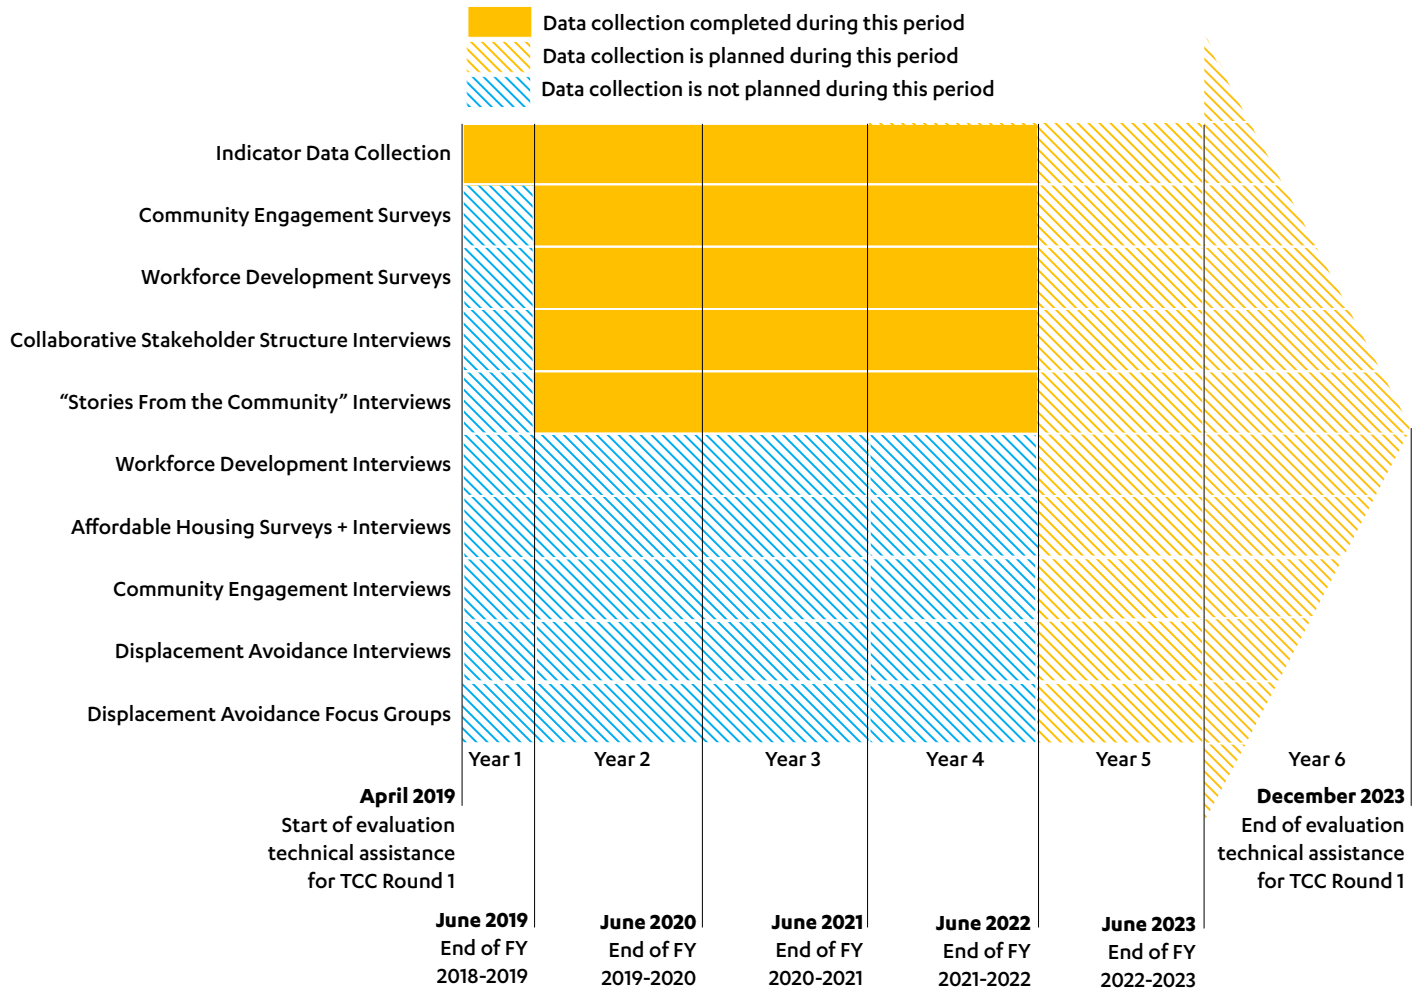 Data collection completed during this period
Data collection is planned during this period
Data collection is not planned during this period
Indicator Data Collection
Community Engagement Surveys
Workforce Development Surveys
Collaborative Stakeholder Structure Interviews
“Stories From the Community” Interviews
Workforce Development Interviews
Affordable Housing Surveys + Interviews
Community Engagement Interviews
Displacement Avoidance Interviews
Displacement Avoidance Focus Groups
Year 1
Year 2
Year 3
Year 4
Year 5
Year 6
April 2019
Start of evaluation
technical assistance
for TCC Round 1
December 2023
End of evaluation
technical assistance
for TCC Round 1
June 2019
End of FY
2018-2019
June 2020
End of FY
2019-2020
June 2021
End of FY
2020-2021
June 2022
End of FY
2021-2022
June 2023
End of FY
2022-2023